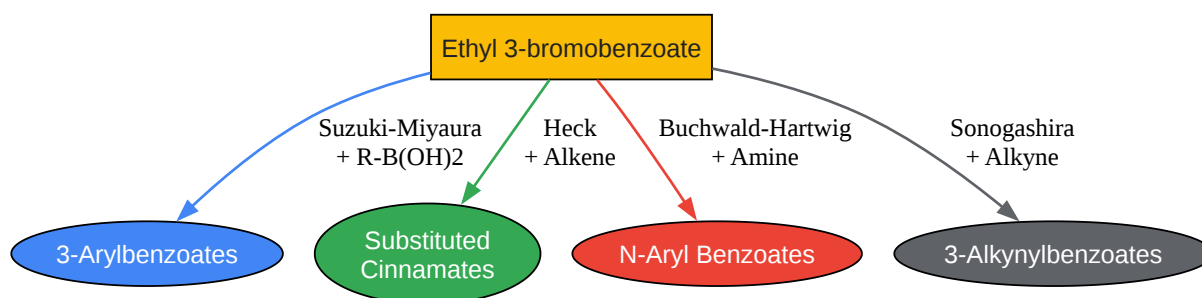 Ethyl 3-bromobenzoate
Suzuki-Miyaura
+ R-B(OH)2
Heck
+ Alkene
Buchwald-Hartwig
+ Amine
Sonogashira
+ Alkyne
3-Arylbenzoates
Substituted
Cinnamates
N-Aryl Benzoates
3-Alkynylbenzoates